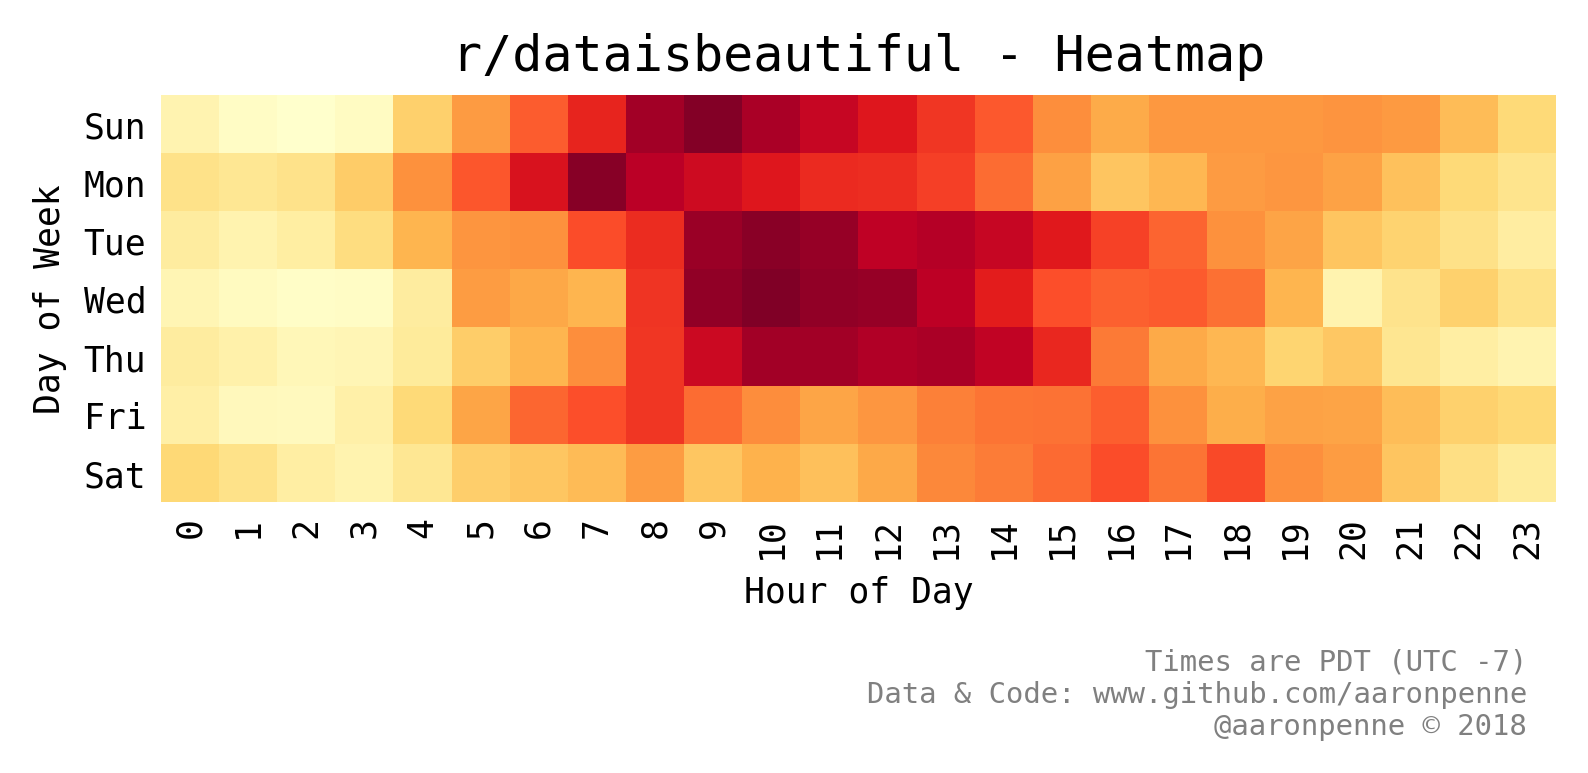 r/dataisbeautiful - Heatmap
Day of Week
Sun
Mon
Tue
Wed
Thu
Fri
Sat
0 1 2 3 4 5 6 7 8 9 10 11 12 13 14 15 16 17 18 19 20 21 22 23
Hour of Day
Times are PDT (UTC -7)
Data & Code: www.github.com/aaronpenne
@aaronpenne © 2018